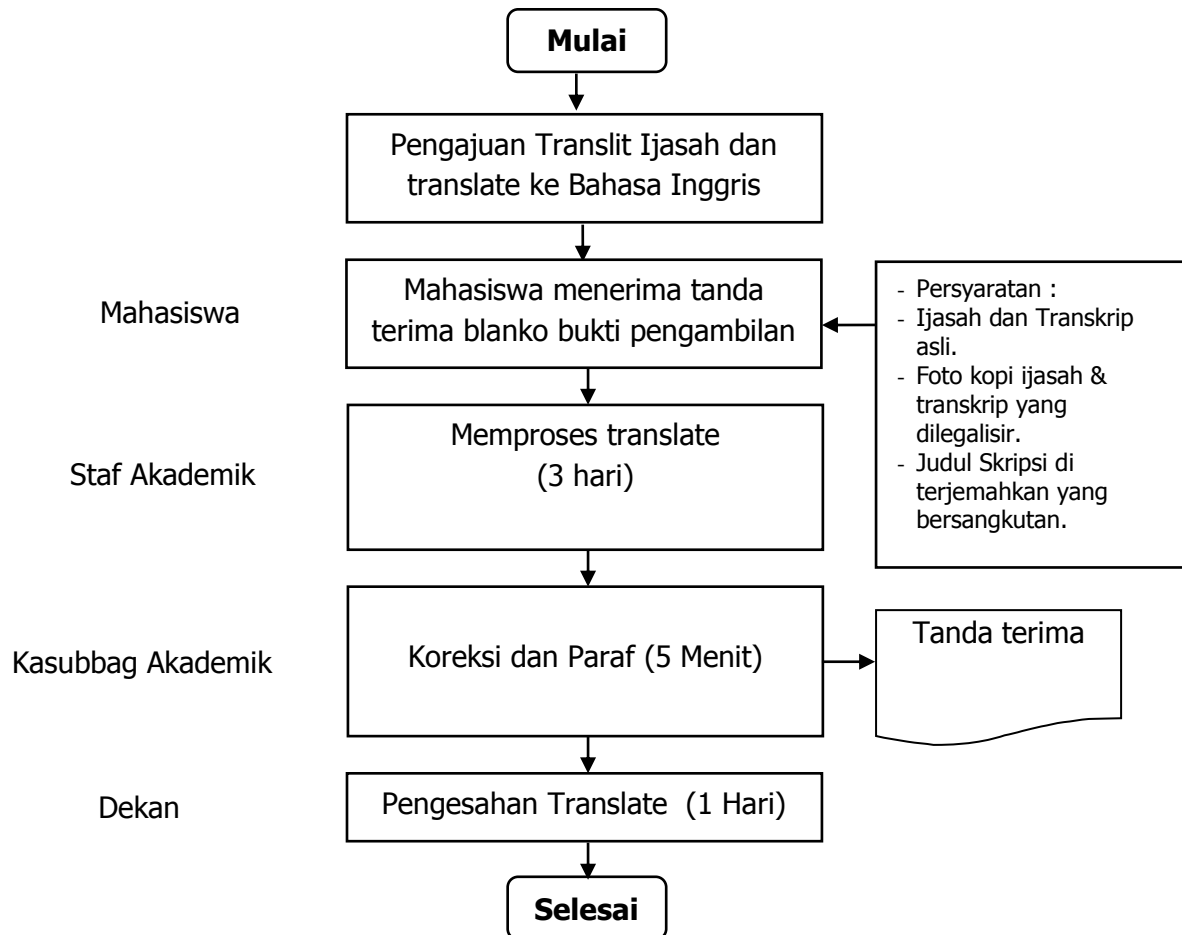 Mulai
Pengajuan Translit Ijasah dan
translate ke Bahasa Inggris
Mahasiswa
Mahasiswa menerima tanda
terima blanko bukti pengambilan
- Persyaratan :
- Ijasah dan Transkrip
asli.
- Foto kopi ijasah &
transkrip yang
dilegalisir.
- Judul Skripsi di
terjemahkan yang
bersangkutan.
Staf Akademik
Memproses translate
(3 hari)
Kasubbag Akademik
Koreksi dan Paraf (5 Menit)
Tanda terima
Dekan
Pengesahan Translate (1 Hari)
Selesai